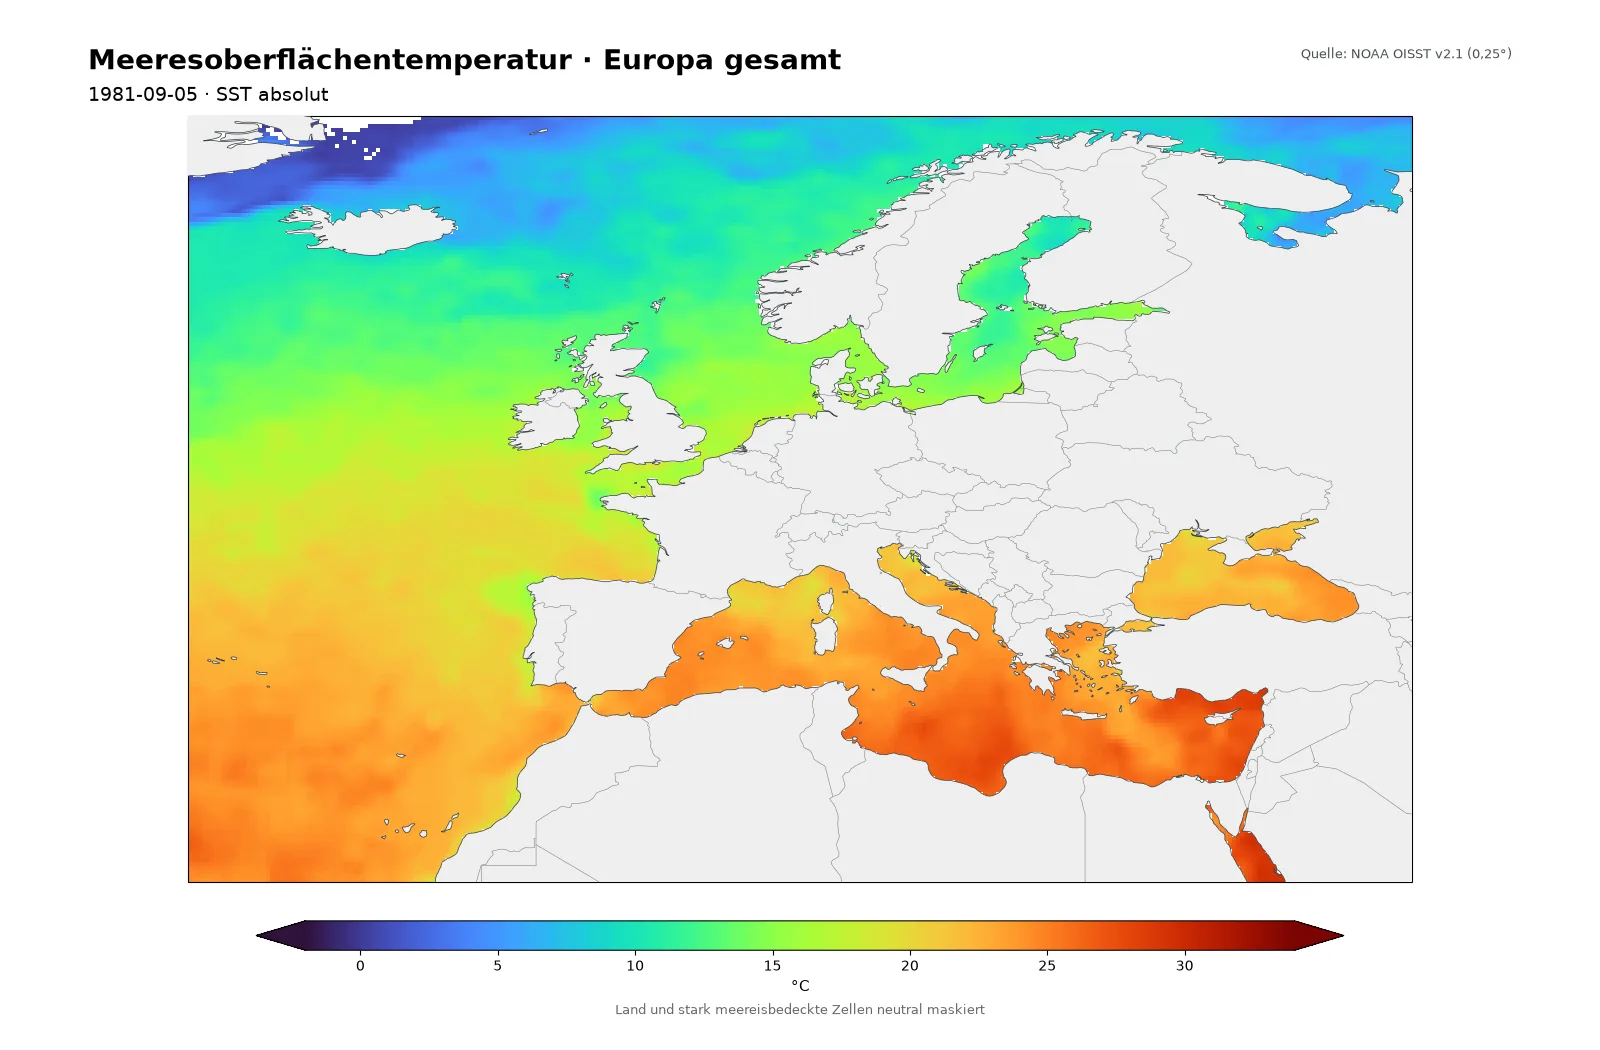 Meeresoberflächentemperatur · Europa gesamt
Quelle: NOAA OISST v2.1 (0,25°)
1981-09-05 · SST absolut
0 5 10 15 20 25 30
°C
Land und stark meereisbedeckte Zellen neutral maskiert